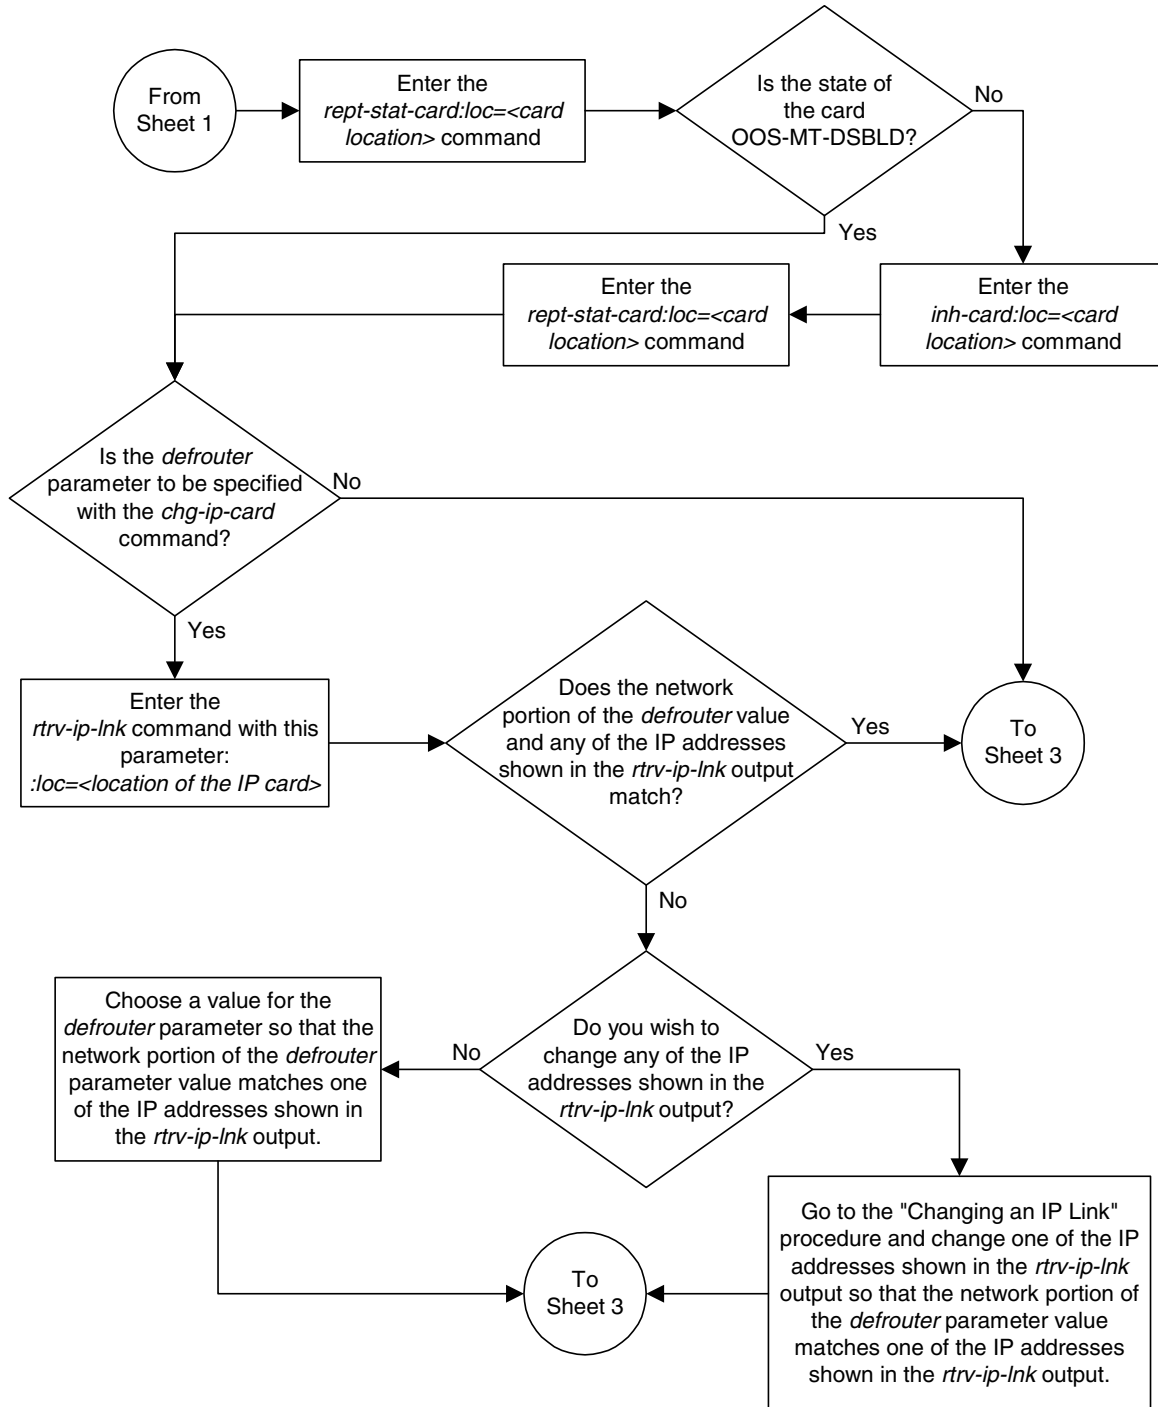 From
Sheet 1
Enter the
rept-stat-card:loc=<card
location> command
Is the state of
the card
OOS-MT-DSBLD?
No
Yes
Enter the
inh-card:loc=<card
location> command
Enter the
rept-stat-card:loc=<card
location> command
Is the defrouter
parameter to be specified
with the chg-ip-card
command?
No
Yes
Enter the
rtrv-ip-lnk command with this
parameter:
:loc=<location of the IP card>
Does the network
portion of the defrouter value
and any of the IP addresses
shown in the rtrv-ip-lnk output
match?
Yes
To
Sheet 3
No
Do you wish to
change any of the IP
addresses shown in the
rtrv-ip-lnk output?
No
Yes
Choose a value for the
defrouter parameter so that the
network portion of the defrouter
parameter value matches one
of the IP addresses shown in
the rtrv-ip-lnk output.
Go to the "Changing an IP Link"
procedure and change one of the IP
addresses shown in the rtrv-ip-lnk
output so that the network portion of
the defrouter parameter value
matches one of the IP addresses
shown in the rtrv-ip-lnk output.
To
Sheet 3